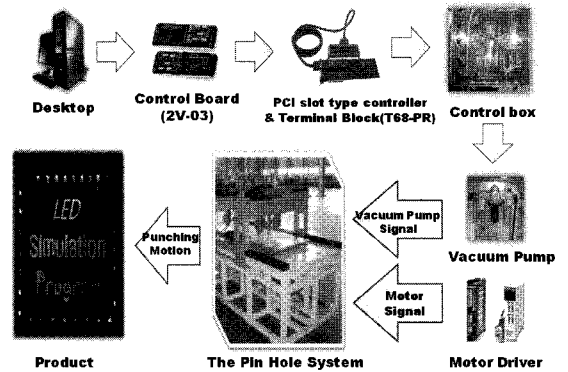 Desktop
Control Board
(2V-03)
PCI slot type controller
& Terminal Block(T68-PR)
Control box
LED
Simulation
Program
Punching
Motion
Vacuum Pump
Signal
Vacuum Pump
Motor
Signal
Product
The Pin Hole System
Motor Driver